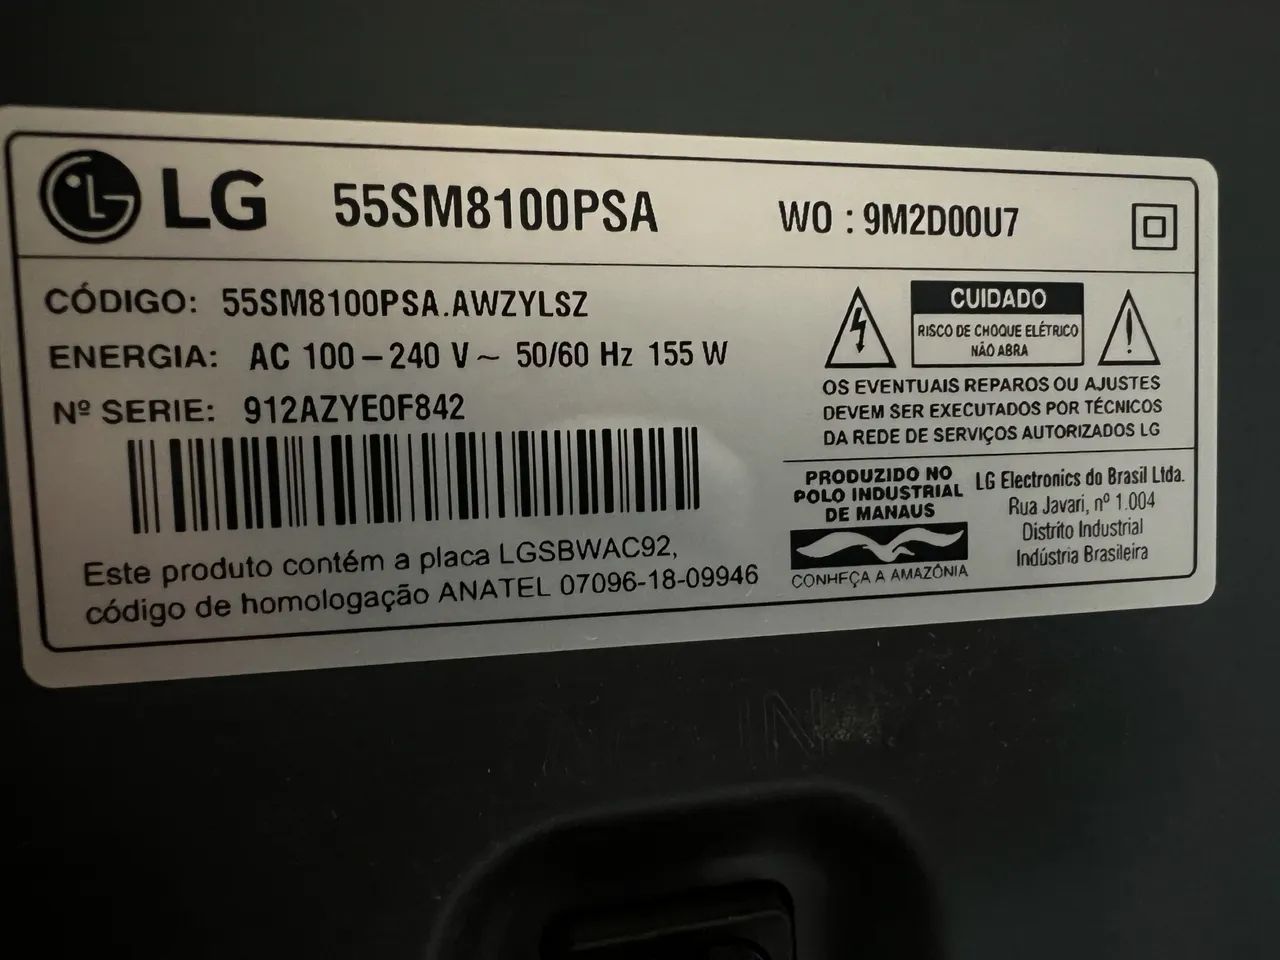 LG 55SM8100PSA WO : 9M2D00U7
CÓDIGO: 55SM8100PSA.AWZYLSZ
ENERGIA: AC 100 – 240 V ~ 50/60 Hz 155 W
Nº SERIE: 912AZYE0F842
Este produto contém a placa LGSBWAC92,
código de homologação ANATEL 07096-18-09946
CUIDADO
RISCO DE CHOQUE ELÉTRICO
NÃO ABRA
OS EVENTUAIS REPAROS OU AJUSTES
DEVEM SER EXECUTADOS POR TÉCNICOS
DA REDE DE SERVIÇOS AUTORIZADOS LG
PRODUZIDO NO
POLO INDUSTRIAL
DE MANAUS
CONHEÇA A AMAZÔNIA
LG Electronics do Brasil Ltda.
Rua Javari, nº 1.004
Distrito Industrial
Indústria Brasileira
IN